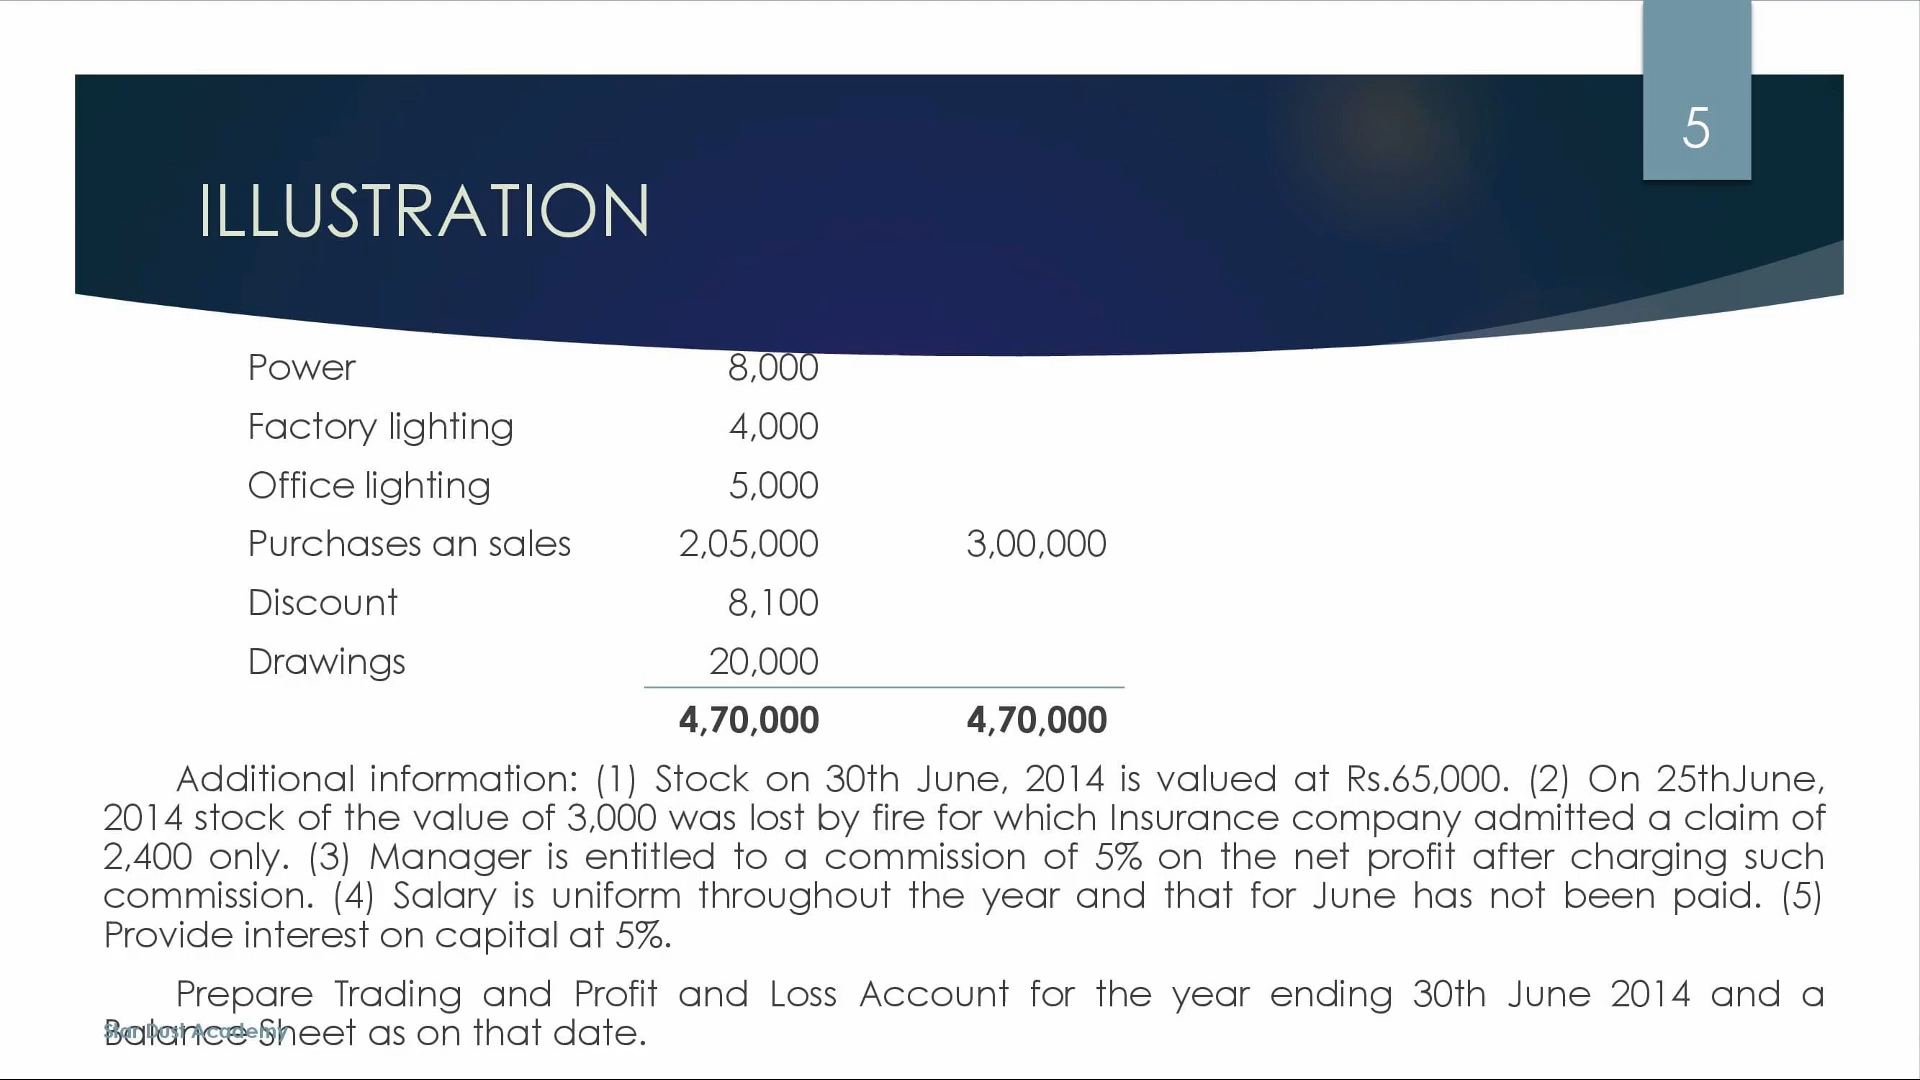 5
ILLUSTRATION
Power 8,000
Factory lighting 4,000
Office lighting 5,000
Purchases an sales 2,05,000 3,00,000
Discount 8,100
Drawings 20,000
4,70,000 4,70,000
Additional information: (1) Stock on 30th June, 2014 is valued at Rs.65,000. (2) On 25thJune,
2014 stock of the value of 3,000 was lost by fire for which Insurance company admitted a claim of
2,400 only. (3) Manager is entitled to a commission of 5% on the net profit after charging such
commission. (4) Salary is uniform throughout the year and that for June has not been paid. (5)
Provide interest on capital at 5%.
Prepare Trading and Profit and Loss Account for the year ending 30th June 2014 and a
Balance Sheet as on that date.
Star Dust Academy